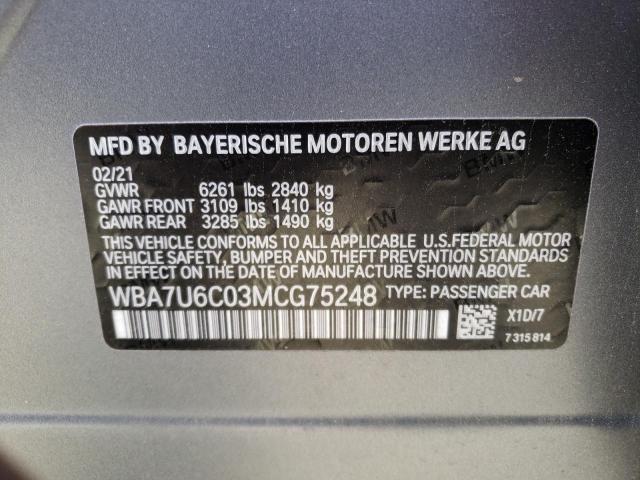 MFD BY BAYERISCHE MOTOREN WERKE AG
02/21
GVWR 6261 lbs 2840 kg
GAWR FRONT 3109 lbs 1410 kg
GAWR REAR 3285 lbs 1490 kg
THIS VEHICLE CONFORMS TO ALL APPLICABLE U.S.FEDERAL MOTOR
VEHICLE SAFETY, BUMPER AND THEFT PREVENTION STANDARDS
IN EFFECT ON THE DATE OF MANUFACTURE SHOWN ABOVE.
WBA7U6C03MCG75248 TYPE: PASSENGER CAR
X1D/7
7315814